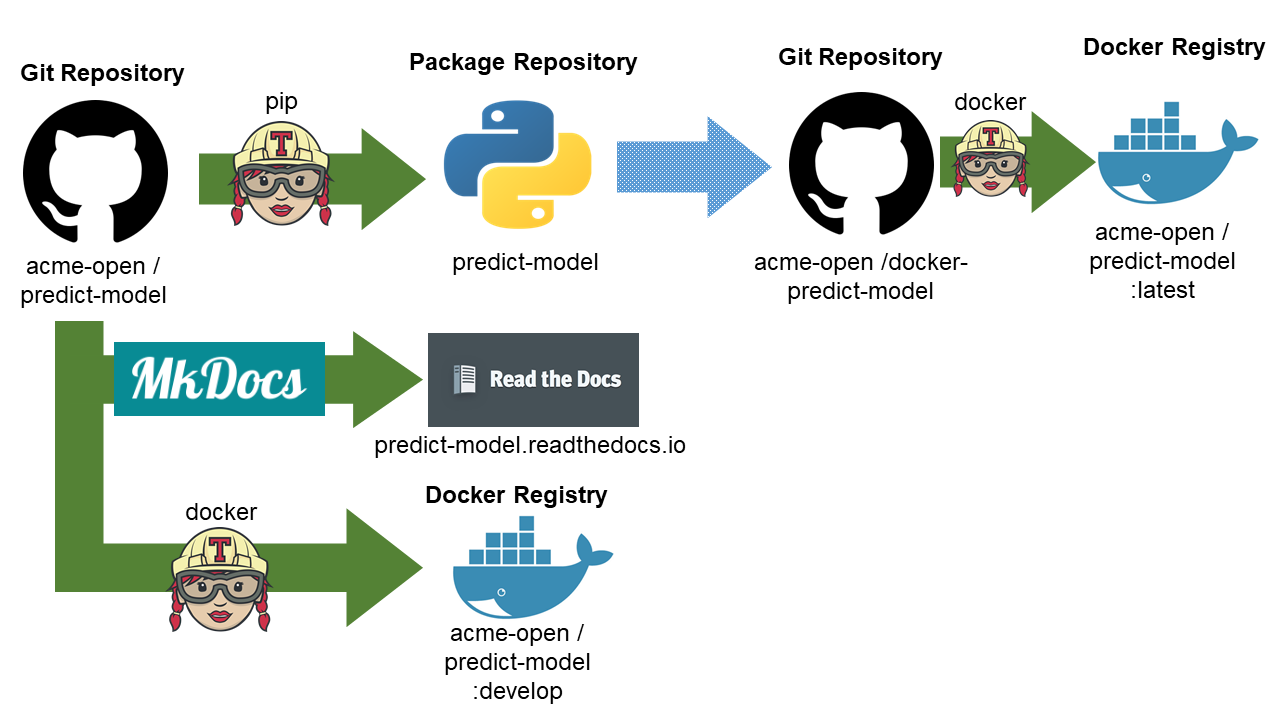 Git Repository
pip
Package Repository
Git Repository
docker
Docker Registry
T
T
acme-open /
predict-model
predict-model
acme-open /docker-
predict-model
acme-open /
predict-model
:latest
MkDocs
Read the Docs
predict-model.readthedocs.io
docker
T
Docker Registry
acme-open /
predict-model
:develop